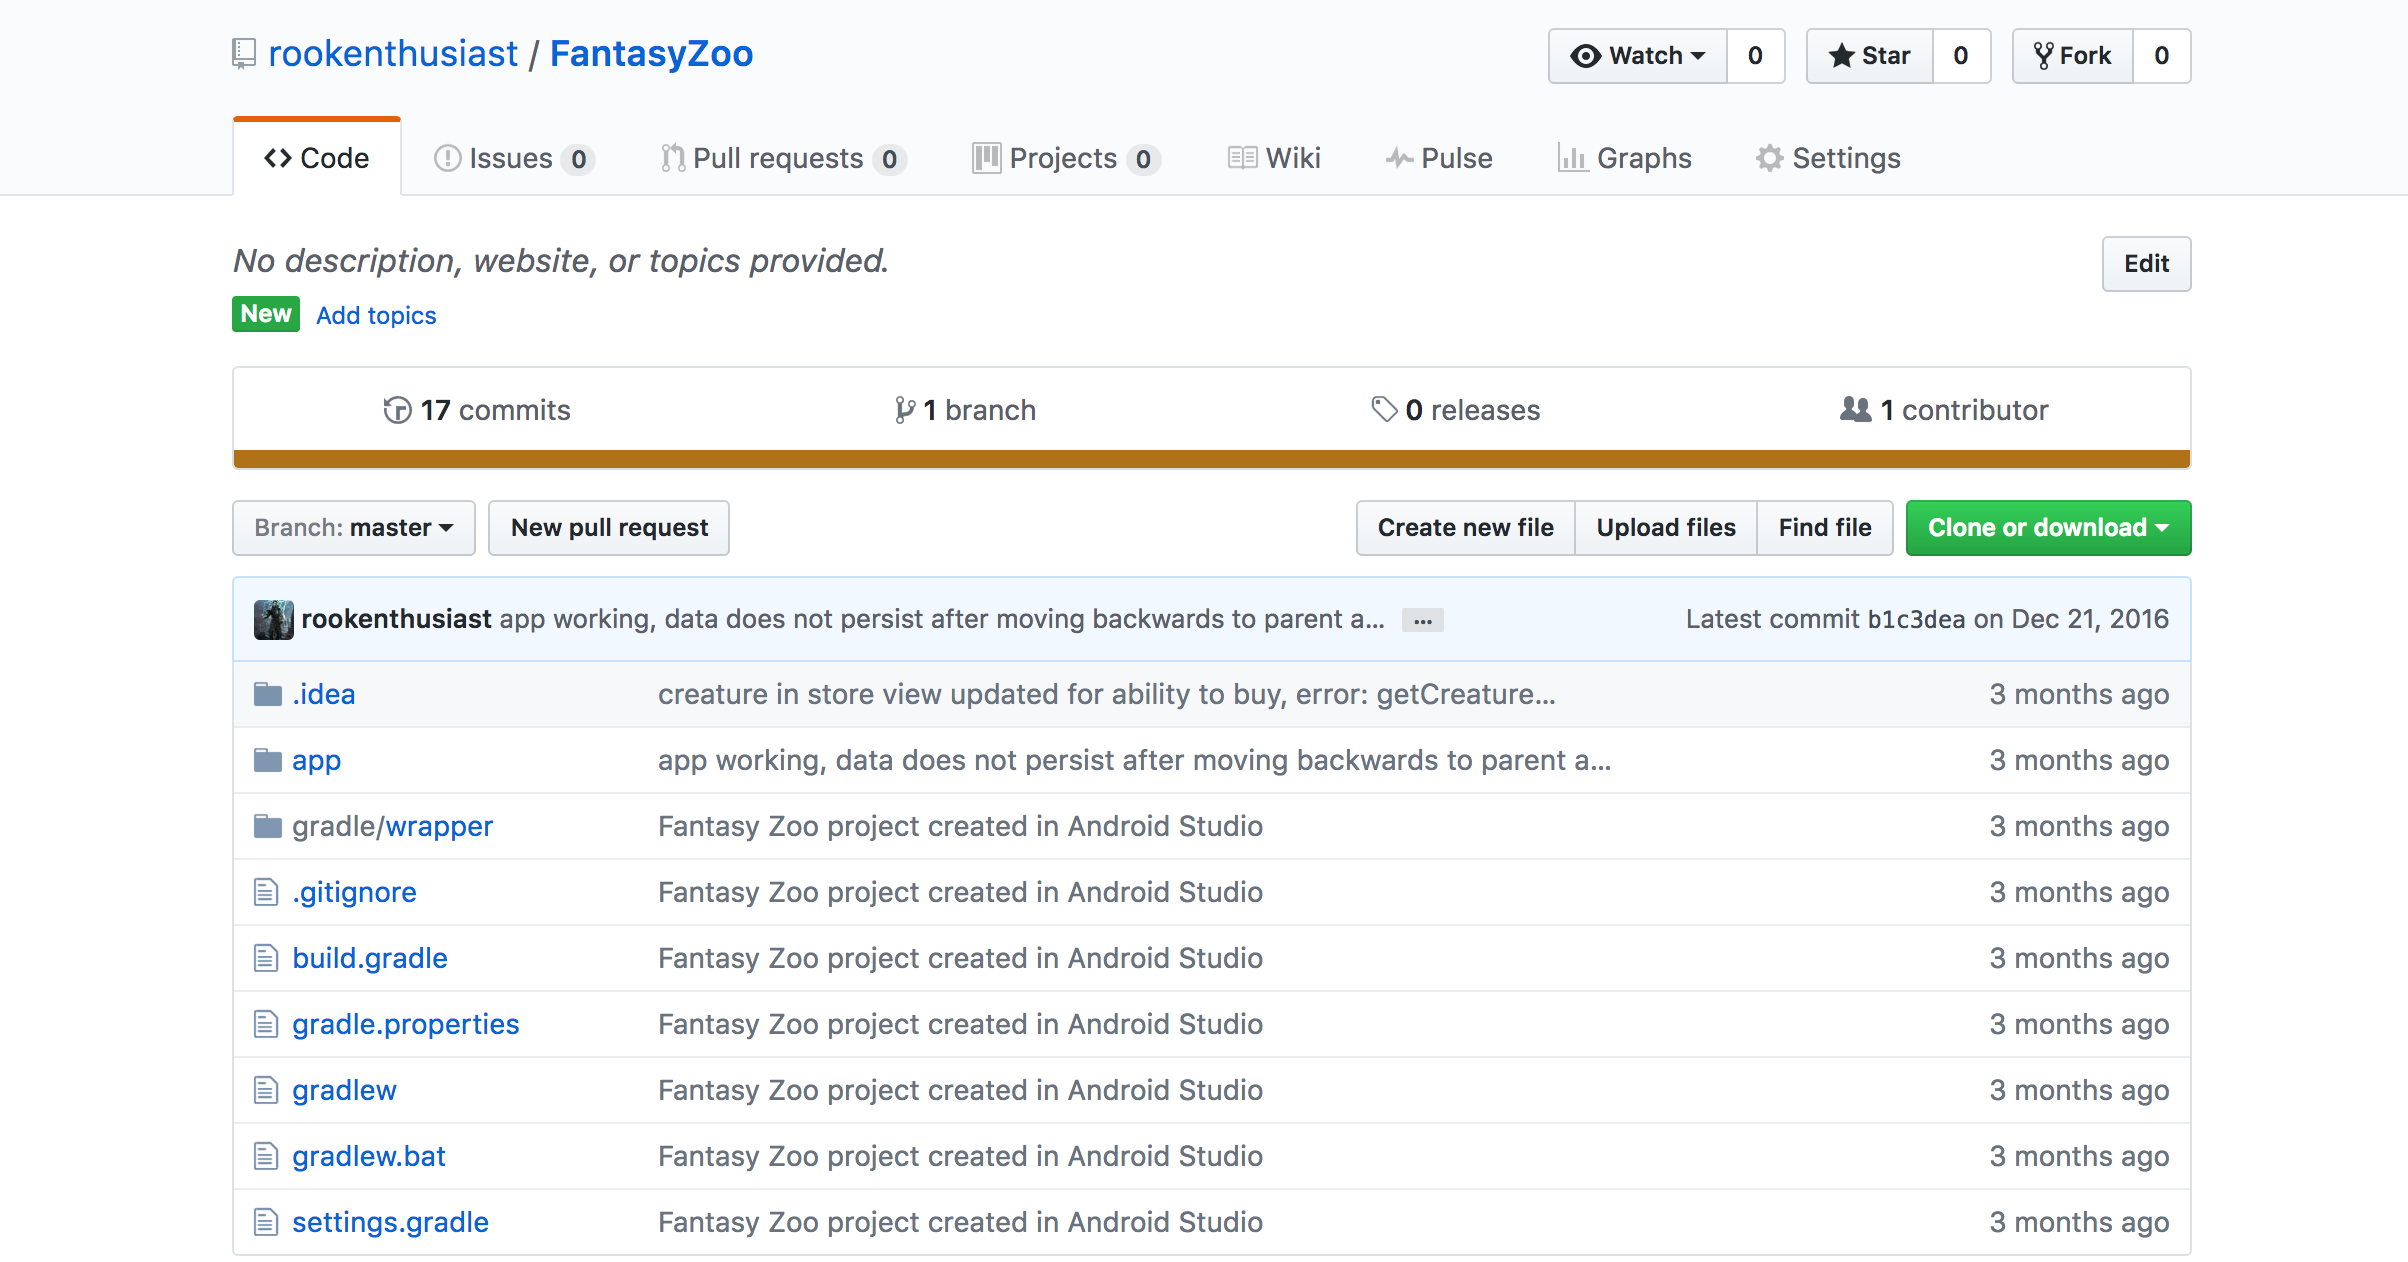 rookenthusiast / FantasyZoo
Watch 0 Star 0 Fork 0
Code Issues 0 Pull requests 0 Projects 0 Wiki Pulse Graphs Settings
No description, website, or topics provided.
Edit
New Add topics
17 commits 1 branch 0 releases 1 contributor
Branch: master New pull request Create new file Upload files Find file Clone or download
rookenthusiast app working, data does not persist after moving backwards to parent a... ... Latest commit b1c3dea on Dec 21, 2016
.idea creature in store view updated for ability to buy, error: getCreature... 3 months ago
app app working, data does not persist after moving backwards to parent a... 3 months ago
gradle/wrapper Fantasy Zoo project created in Android Studio 3 months ago
.gitignore Fantasy Zoo project created in Android Studio 3 months ago
build.gradle Fantasy Zoo project created in Android Studio 3 months ago
gradle.properties Fantasy Zoo project created in Android Studio 3 months ago
gradlew Fantasy Zoo project created in Android Studio 3 months ago
gradlew.bat Fantasy Zoo project created in Android Studio 3 months ago
settings.gradle Fantasy Zoo project created in Android Studio 3 months ago